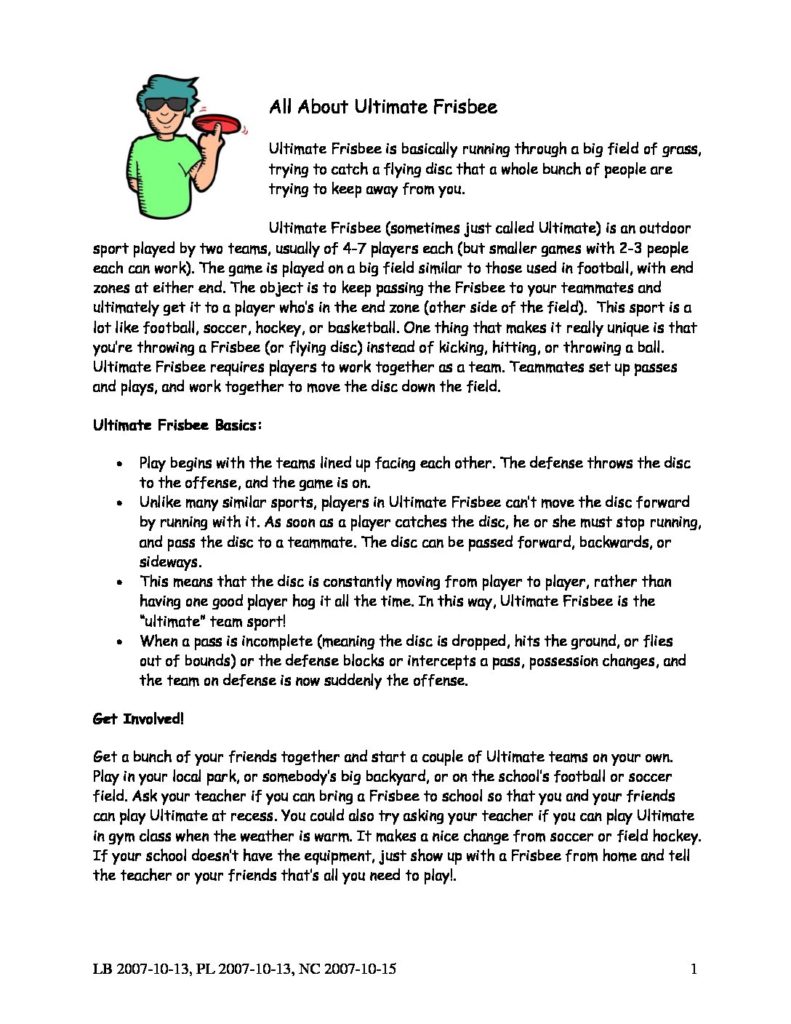 All About Ultimate Frisbee
Ultimate Frisbee is basically running through a big field of grass,
trying to catch a flying disc that a whole bunch of people are
trying to keep away from you.
Ultimate Frisbee (sometimes just called Ultimate) is an outdoor
sport played by two teams, usually of 4-7 players each (but smaller games with 2-3 people
each can work). The game is played on a big field similar to those used in football, with end
zones at either end. The object is to keep passing the Frisbee to your teammates and
ultimately get it to a player who's in the end zone (other side of the field). This sport is a
lot like football, soccer, hockey, or basketball. One thing that makes it really unique is that
you're throwing a Frisbee (or flying disc) instead of kicking, hitting, or throwing a ball.
Ultimate Frisbee requires players to work together as a team. Teammates set up passes
and plays, and work together to move the disc down the field.
Ultimate Frisbee Basics:
• Play begins with the teams lined up facing each other. The defense throws the disc
to the offense, and the game is on.
• Unlike many similar sports, players in Ultimate Frisbee can't move the disc forward
by running with it. As soon as a player catches the disc, he or she must stop running,
and pass the disc to a teammate. The disc can be passed forward, backwards, or
sideways.
• This means that the disc is constantly moving from player to player, rather than
having one good player hog it all the time. In this way, Ultimate Frisbee is the
"ultimate" team sport!
• When a pass is incomplete (meaning the disc is dropped, hits the ground, or flies
out of bounds) or the defense blocks or intercepts a pass, possession changes, and
the team on defense is now suddenly the offense.
Get Involved!
Get a bunch of your friends together and start a couple of Ultimate teams on your own.
Play in your local park, or somebody's big backyard, or on the school's football or soccer
field. Ask your teacher if you can bring a Frisbee to school so that you and your friends
can play Ultimate at recess. You could also try asking your teacher if you can play Ultimate
in gym class when the weather is warm. It makes a nice change from soccer or field hockey.
If your school doesn't have the equipment, just show up with a Frisbee from home and tell
the teacher or your friends that's all you need to play!.
LB 2007-10-13, PL 2007-10-13, NC 2007-10-15 1